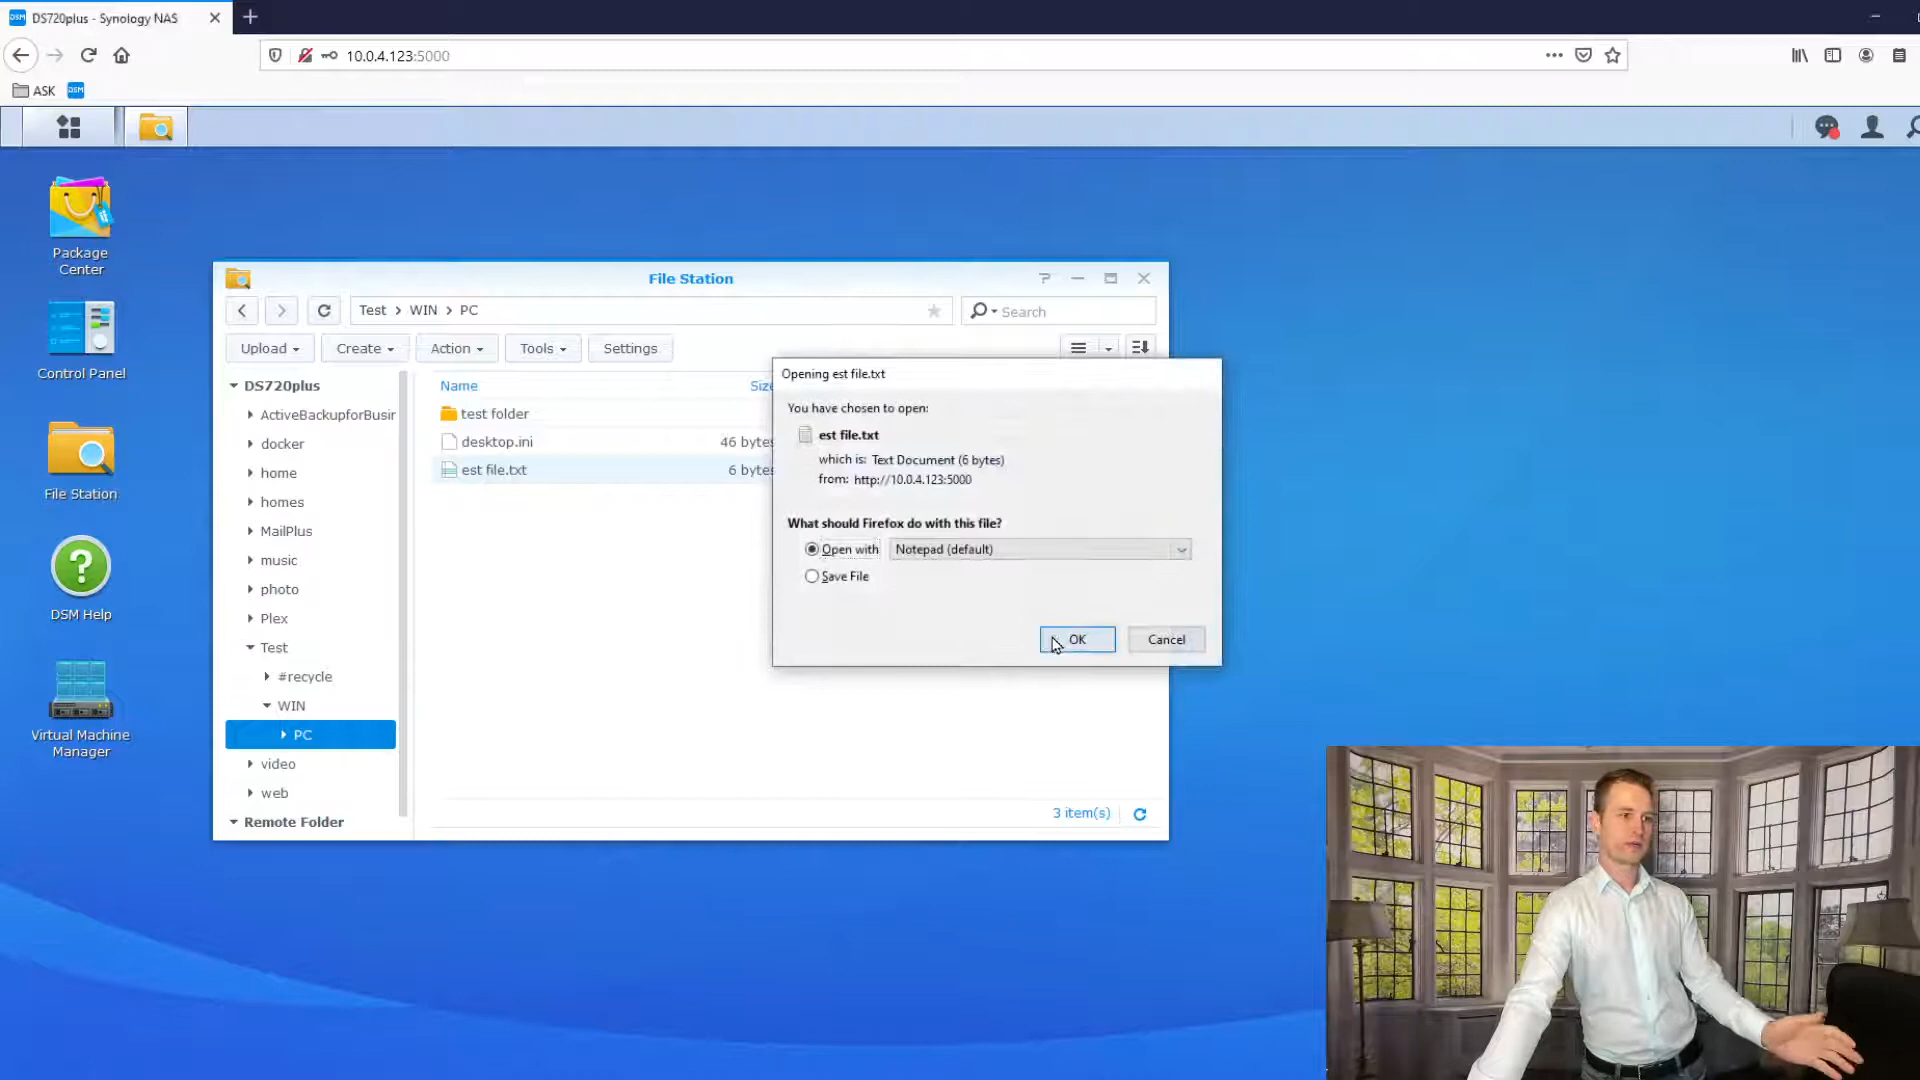 DSM DS720plus - Synology NAS
10.0.4.123:5000
ASK DSM
Package
Center
Control Panel
File Station
DSM Help
Virtual Machine
Manager
File Station
Test WIN PC
Search
Upload Create Action Tools Settings
DS720plus
ActiveBackupforBusir
docker
home
homes
MailPlus
music
photo
Plex
Test
#recycle
WIN
PC
video
web
Remote Folder
Name Size
test folder
desktop.ini 46 bytes
est file.txt 6 bytes
3 item(s)
Opening est file.txt
You have chosen to open:
est file.txt
which is: Text Document (6 bytes)
from: http://10.0.4.123:5000
What should Firefox do with this file?
Open with Notepad (default)
Save File
OK Cancel